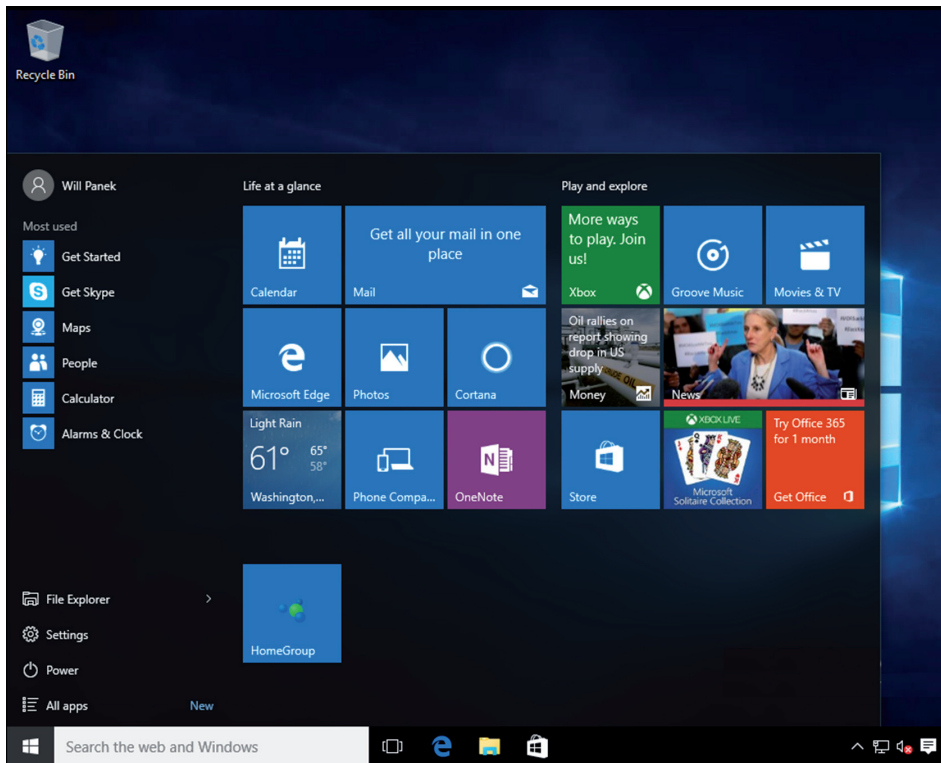 Recycle Bin
Will Panek
Most used
Get Started
Get Skype
Maps
People
Calculator
Alarms & Clock
File Explorer
Settings
Power
All apps New
Life at a glance
Calendar
Get all your mail in one
place
Mail
Microsoft Edge
Photos
Cortana
Light Rain
61° 65°
58°
Washington,...
Phone Compa...
OneNote
HomeGroup
Play and explore
More ways
to play. Join
us!
Xbox
Groove Music
Movies & TV
Oil rallies on
report showing
drop in US
supply
Money
News
Store
XBOX LIVE
Microsoft
Solitaire Collection
Try Office 365
for 1 month
Get Office
Search the web and Windows